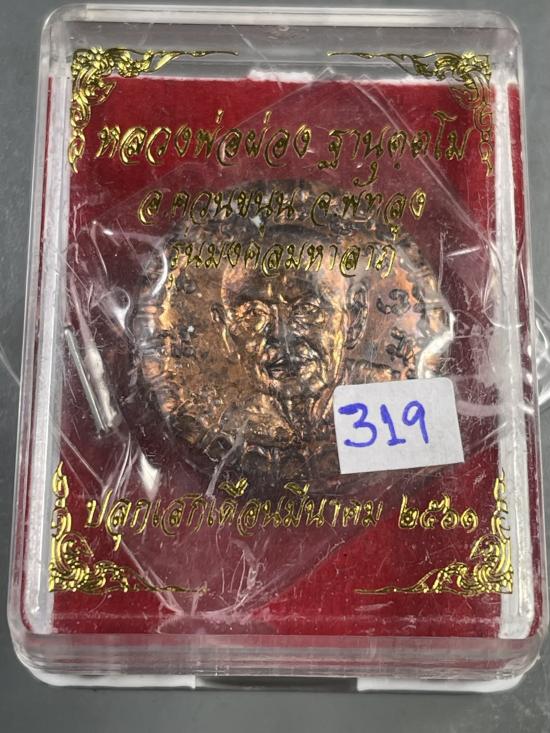 หลวงพ่อผ่อง ฐานุตฺตโม
อ.ควนขนุน จ.พัทลุง
รุ่นมงคลมหาลาภ
319
ปลุกเสกเดือนมีนาคม ๒๕๖๑